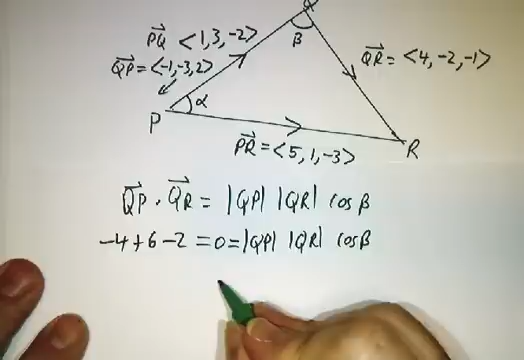 Q
PQ⃗ <1, 3, -2>
β
QP⃗ = <-1, -3, 2>
QR⃗ = <4, -2, -1>
α
P
R
PR⃗ = <5, 1, -3>
QP⃗ · QR⃗ = |QP| |QR| cos β
-4 + 6 - 2 = 0 = |QP| |QR| cos β